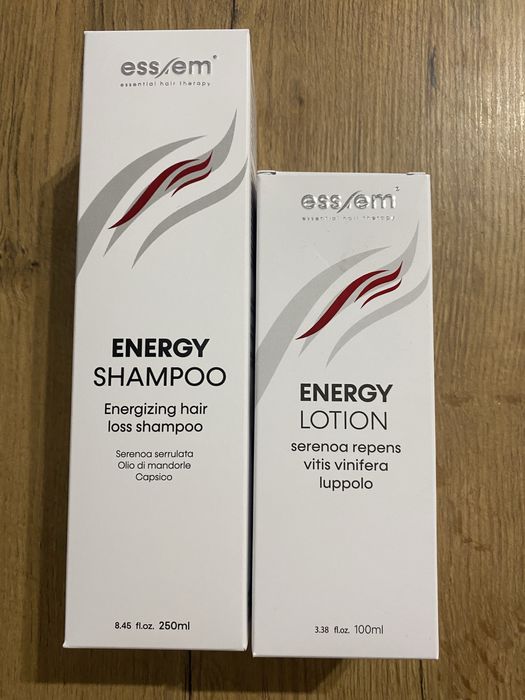 ess.em
essential hair therapy
ENERGY
SHAMPOO
Energizing hair
loss shampoo
Serenoa serrulata
Olio di mandorle
Capsico
8.45 fl.oz. 250ml
ess.em
essential hair therapy
ENERGY
LOTION
serenoa repens
vitis vinifera
luppolo
3.38 fl.oz. 100ml